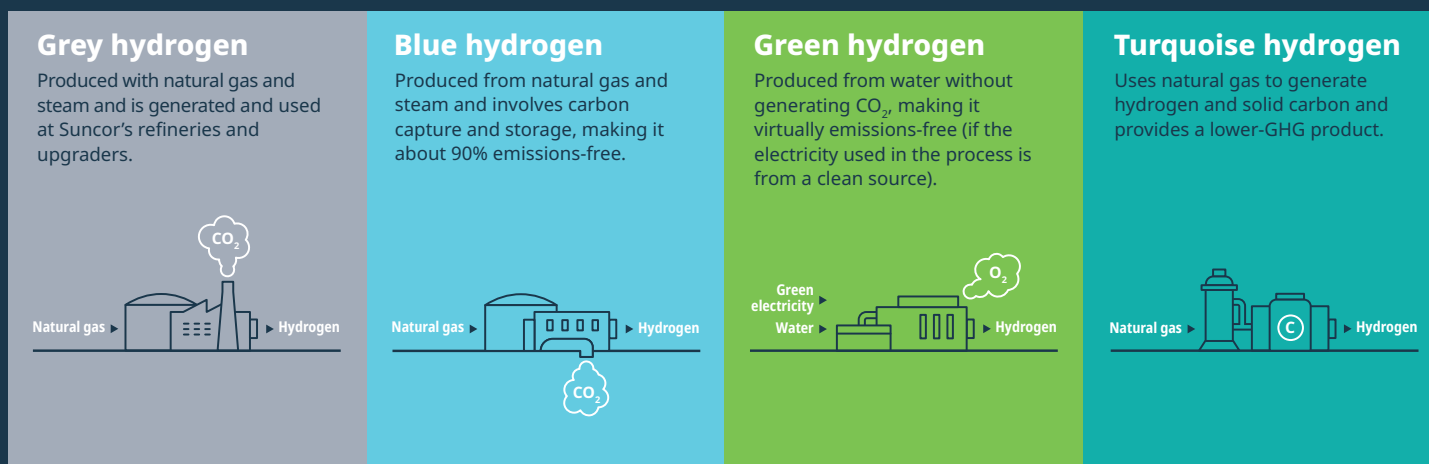 Grey hydrogen
Produced with natural gas and
steam and is generated and used
at Suncor’s refineries and
upgraders.
CO₂
Natural gas
Hydrogen
Blue hydrogen
Produced from natural gas and
steam and involves carbon
capture and storage, making it
about 90% emissions-free.
Natural gas
Hydrogen
CO₂
Green hydrogen
Produced from water without
generating CO₂, making it
virtually emissions-free (if the
electricity used in the process is
from a clean source).
O₂
Green
electricity
Water
Hydrogen
Turquoise hydrogen
Uses natural gas to generate
hydrogen and solid carbon and
provides a lower-GHG product.
Natural gas
C
Hydrogen